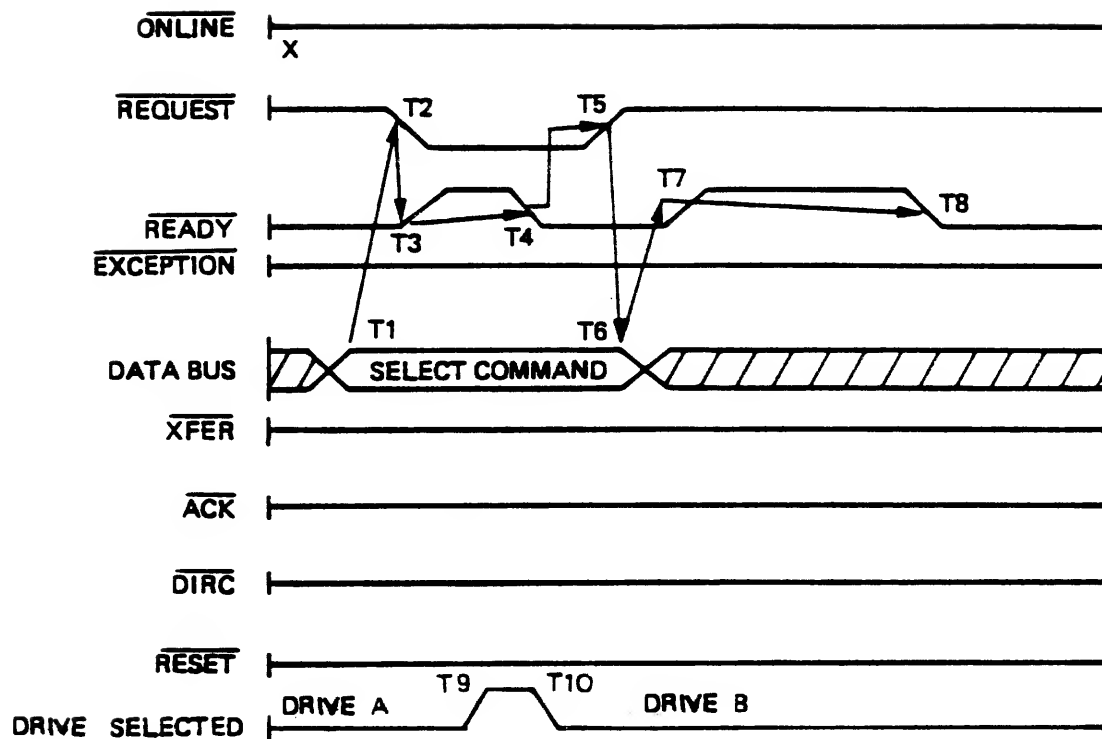 ONLINE
X
REQUEST
T2
T5
READY
T3
T4
T7
T8
EXCEPTION
T1
T6
DATA BUS
SELECT COMMAND
XFER
ACK
DIRC
RESET
T9
T10
DRIVE SELECTED
DRIVE A
DRIVE B